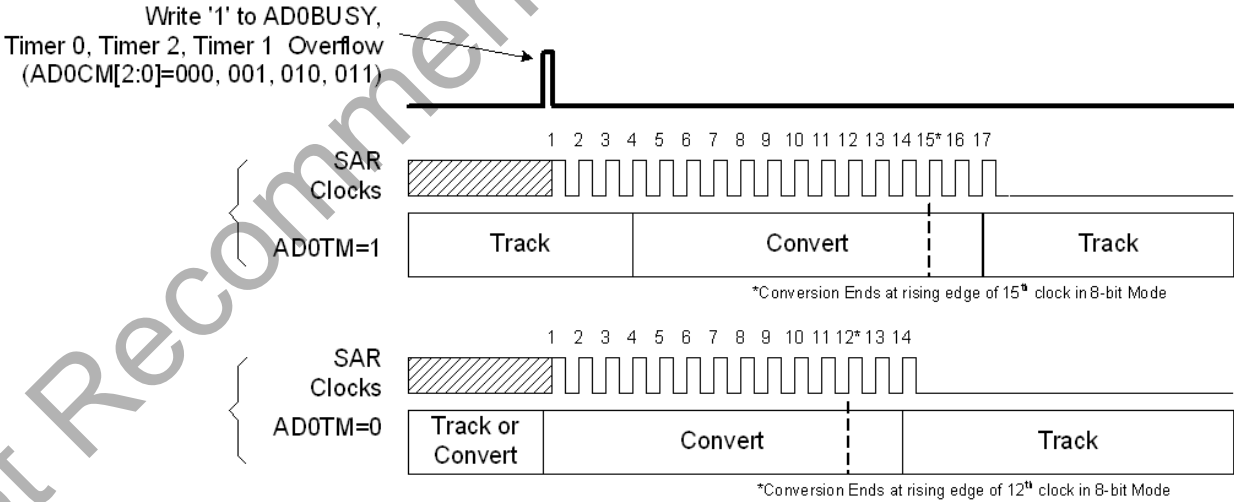 Write '1' to AD0BUSY,
Timer 0, Timer 2, Timer 1 Overflow
(AD0CM[2:0]=000, 001, 010, 011)
1 2 3 4 5 6 7 8 9 10 11 12 13 14 15* 16 17
SAR
Clocks
AD0TM=1
Track
Convert
Track
*Conversion Ends at rising edge of 15th clock in 8-bit Mode
1 2 3 4 5 6 7 8 9 10 11 12* 13 14
SAR
Clocks
AD0TM=0
Track or
Convert
Convert
Track
*Conversion Ends at rising edge of 12th clock in 8-bit Mode